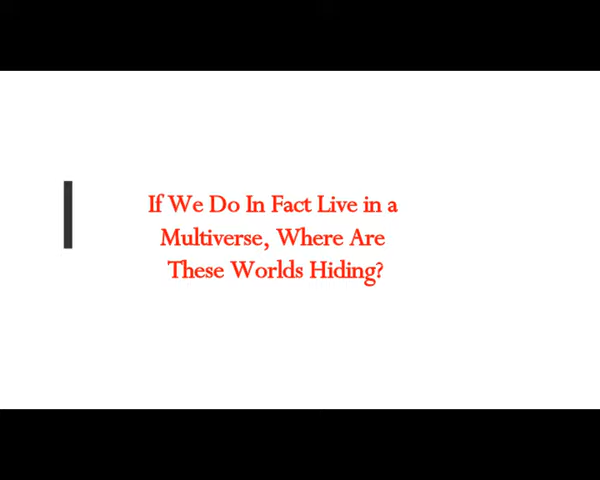 If We Do In Fact Live in a
Multiverse, Where Are
These Worlds Hiding?